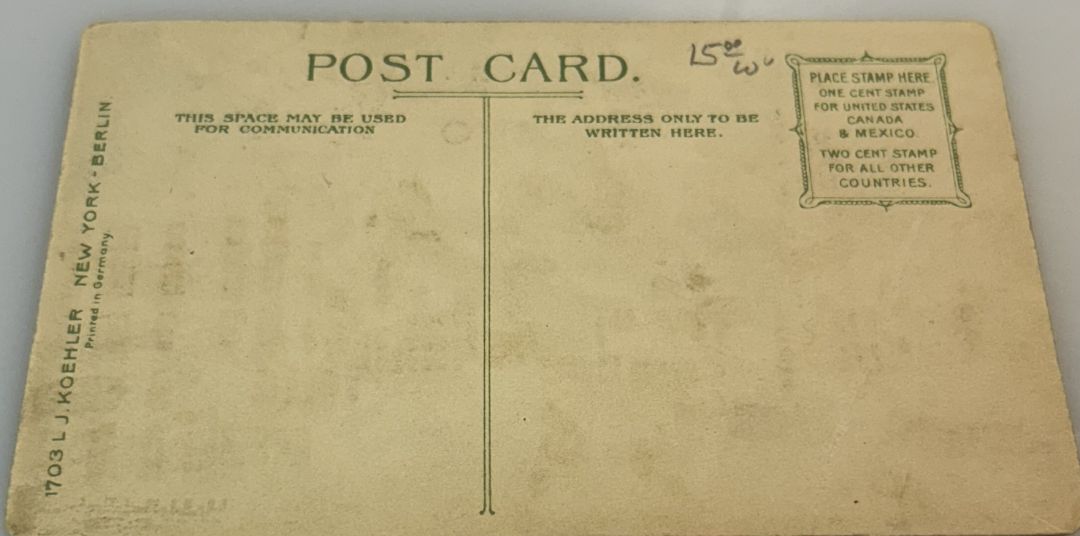 POST CARD.
15.00
THIS SPACE MAY BE USED
FOR COMMUNICATION
THE ADDRESS ONLY TO BE
WRITTEN HERE.
PLACE STAMP HERE
ONE CENT STAMP
FOR UNITED STATES
CANADA
& MEXICO
TWO CENT STAMP
FOR ALL OTHER
COUNTRIES.
1703 L J. KOEHLER NEW YORK - BERLIN.
Printed in Germany.